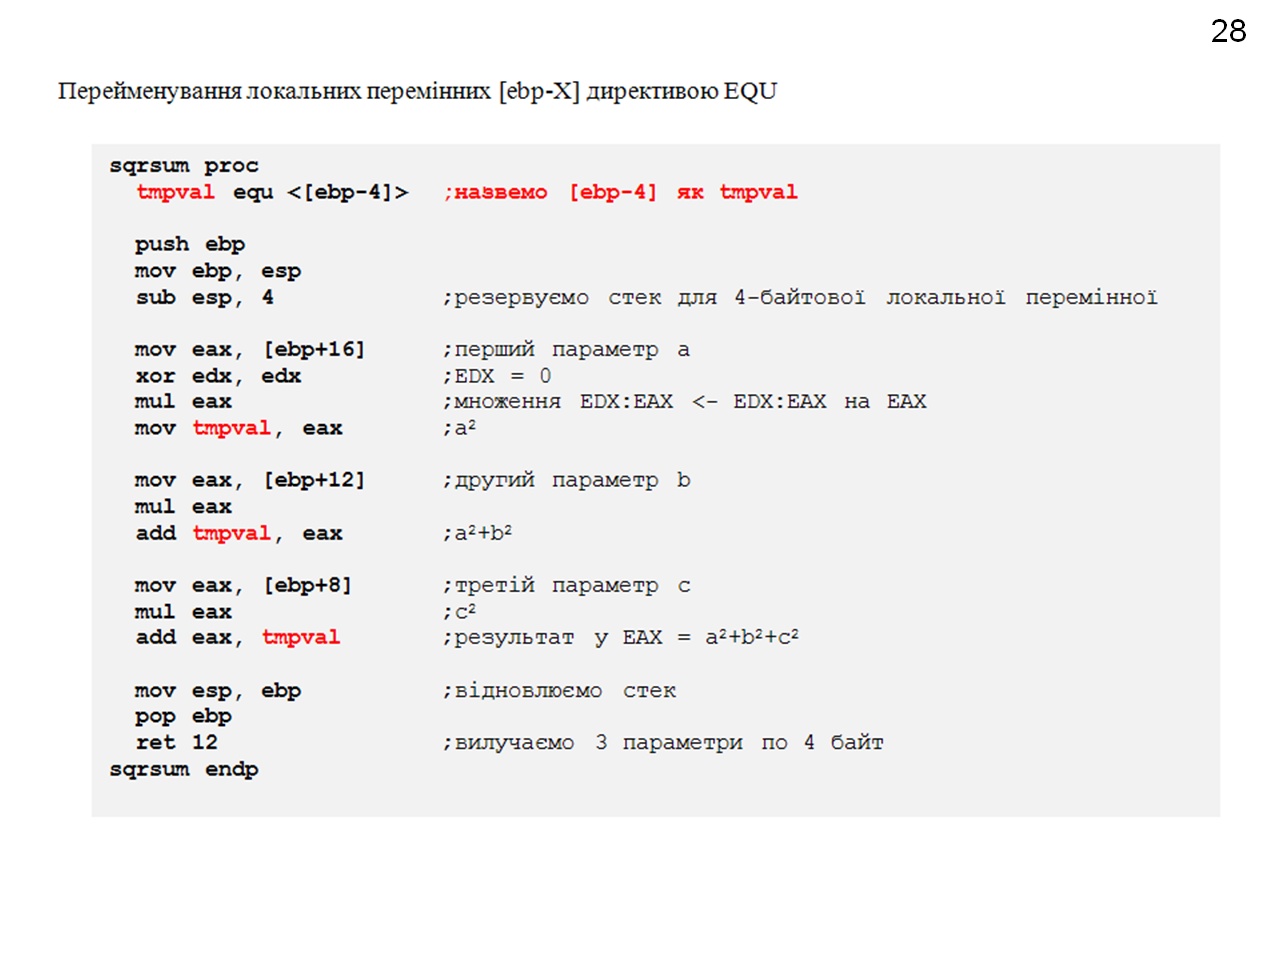 28
Перейменування локальних перемінних [ebp-X] директивою EQU
sqrsum proc
tmpval equ <[ebp-4]> ;назвемо [ebp-4] як tmpval
push ebp
mov ebp, esp
sub esp, 4 ;резервуємо стек для 4-байтової локальної перемінної
mov eax, [ebp+16] ;перший параметр a
xor edx, edx ;EDX = 0
mul eax ;множення EDX:EAX <- EDX:EAX на EAX
mov tmpval, eax ;a²
mov eax, [ebp+12] ;другий параметр b
mul eax
add tmpval, eax ;a²+b²
mov eax, [ebp+8] ;третій параметр c
mul eax ;c²
add eax, tmpval ;результат у EAX = a²+b²+c²
mov esp, ebp ;відновлюємо стек
pop ebp
ret 12 ;вилучаємо 3 параметри по 4 байт
sqrsum endp